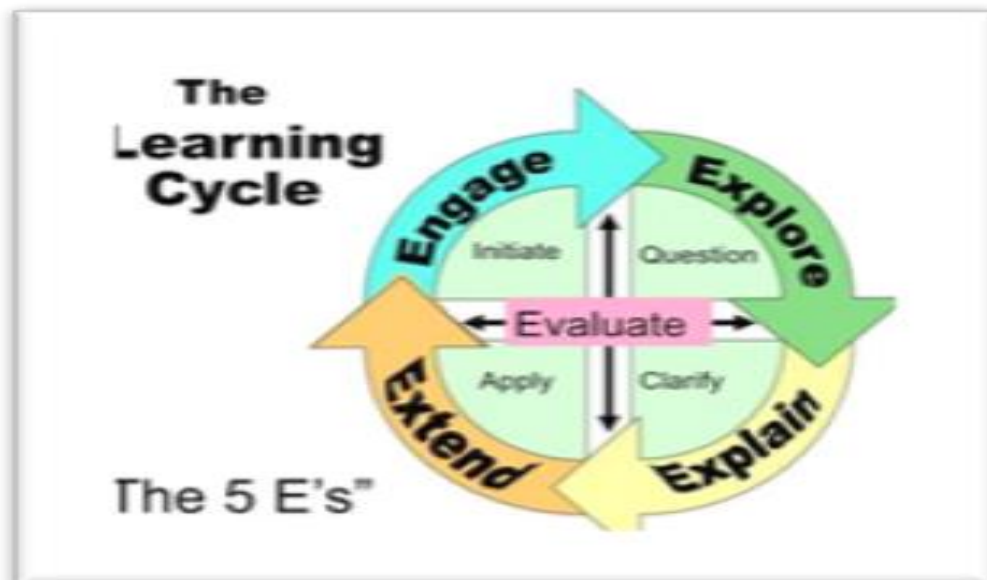 The
Learning
Cycle
Engage
Explore
Initiate
Question
Evaluate
Apply
Clarify
Extend
Explain
The 5 E's”